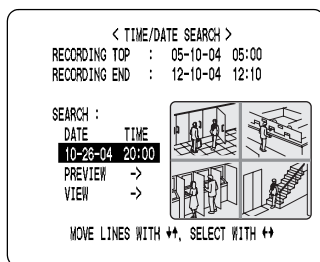 < TIME/DATE SEARCH >
RECORDING TOP : 05-10-04 05:00
RECORDING END : 12-10-04 12:10
SEARCH :
DATE TIME
10-26-04 20:00
PREVIEW ->
VIEW ->
MOVE LINES WITH ↓↑, SELECT WITH ↔